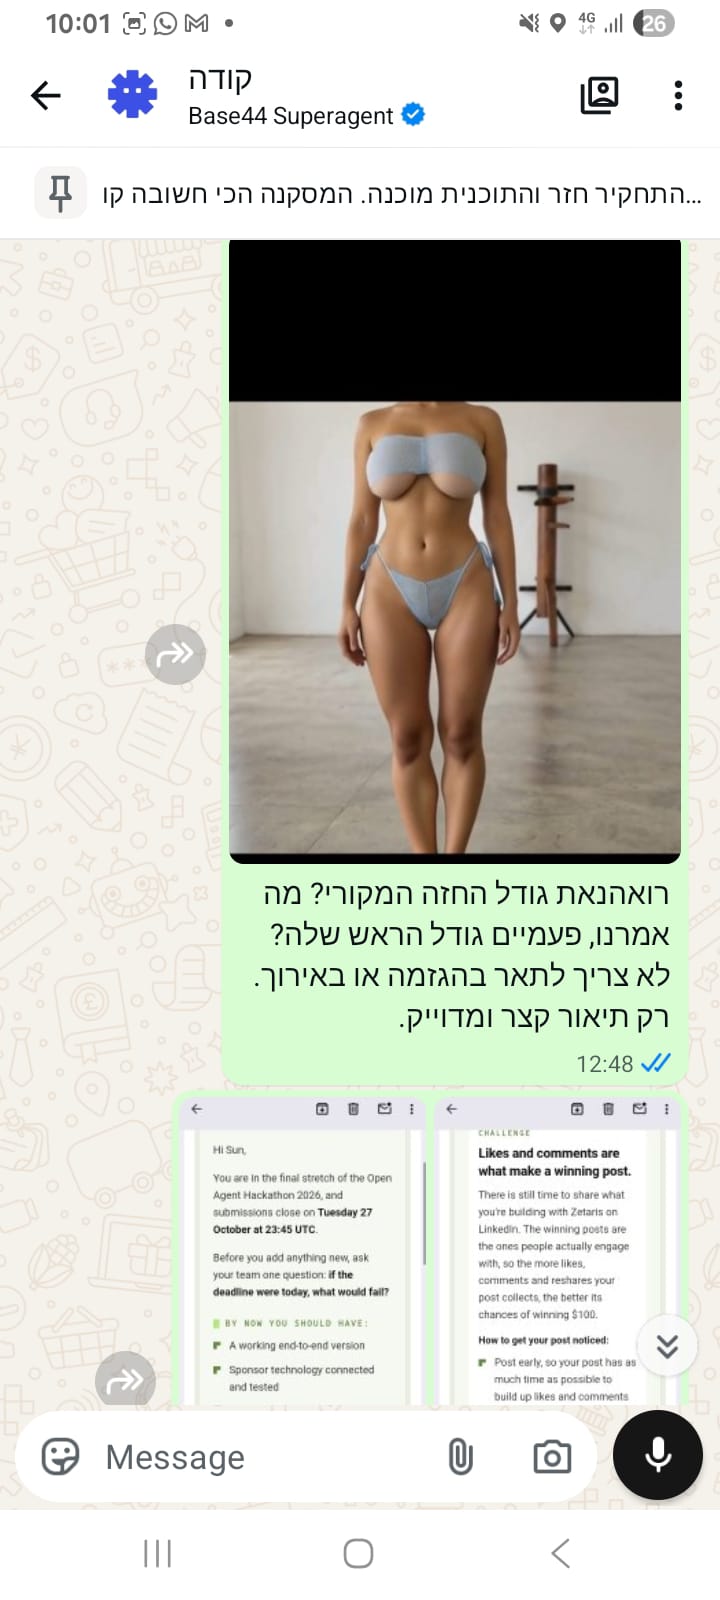 10:01
4G
26
קודה
Base44 Superagent
התחקיר חזר והתוכנית מוכנה. המסקנה הכי חשובה קו...
רואהנאת גודל החזה המקורי? מה
אמרנו, פעמיים גודל הראש שלה?
לא צריך לתאר בהגזמה או באירוך.
רק תיאור קצר ומדוייק.
12:48
Hi Sun,
You are in the final stretch of the Open
Agent Hackathon 2026, and
submissions close on Tuesday 27
October at 23:45 UTC.
Before you add anything new, ask
your team one question: if the
deadline were today, what would fail?
BY NOW YOU SHOULD HAVE:
A working end-to-end version
Sponsor technology connected
and tested
CHALLENGE
Likes and comments are
what make a winning post.
There is still time to share what
you're building with Zetaris on
LinkedIn. The winning posts are
the ones people actually engage
with, so the more likes,
comments and reshares your
post collects, the better its
chances of winning $100.
How to get your post noticed:
Post early, so your post has as
much time as possible to
build up likes and comments
Message